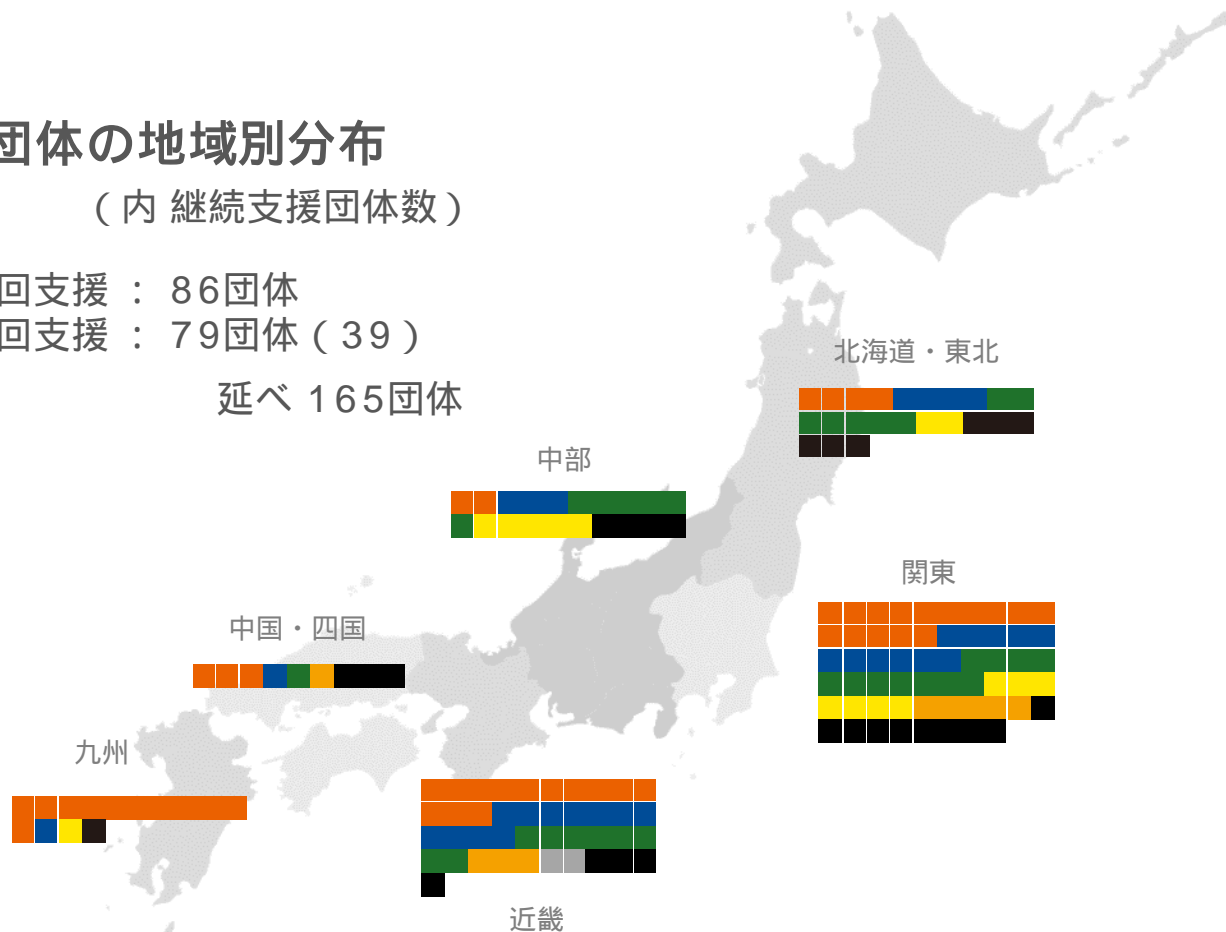 団体の地域別分布
（内 継続支援団体数）
回支援 ： 86団体
回支援 ： 79団体（39）
延べ 165団体
北海道・東北
中部
関東
中国・四国
九州
近畿